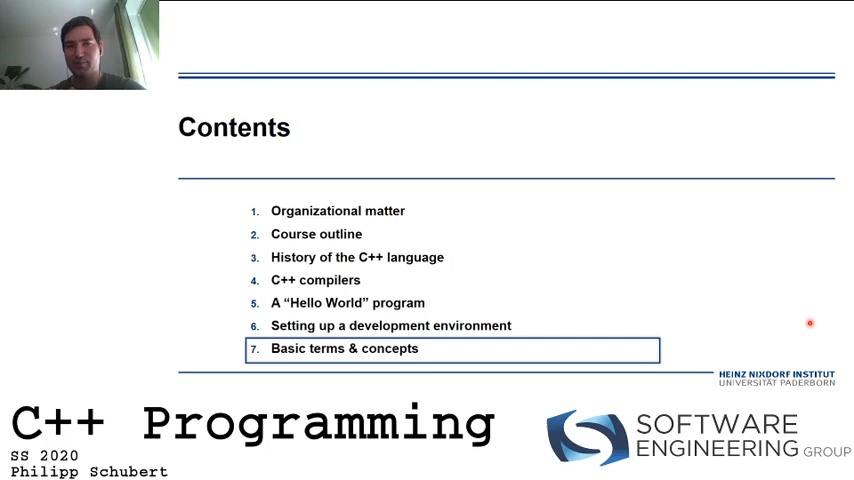 Contents
1. Organizational matter
2. Course outline
3. History of the C++ language
4. C++ compilers
5. A “Hello World” program
6. Setting up a development environment
7. Basic terms & concepts
HEINZ NIXDORF INSTITUT
UNIVERSITÄT PADERBORN
C++ Programming
SS 2020
Philipp Schubert
SOFTWARE
ENGINEERING GROUP